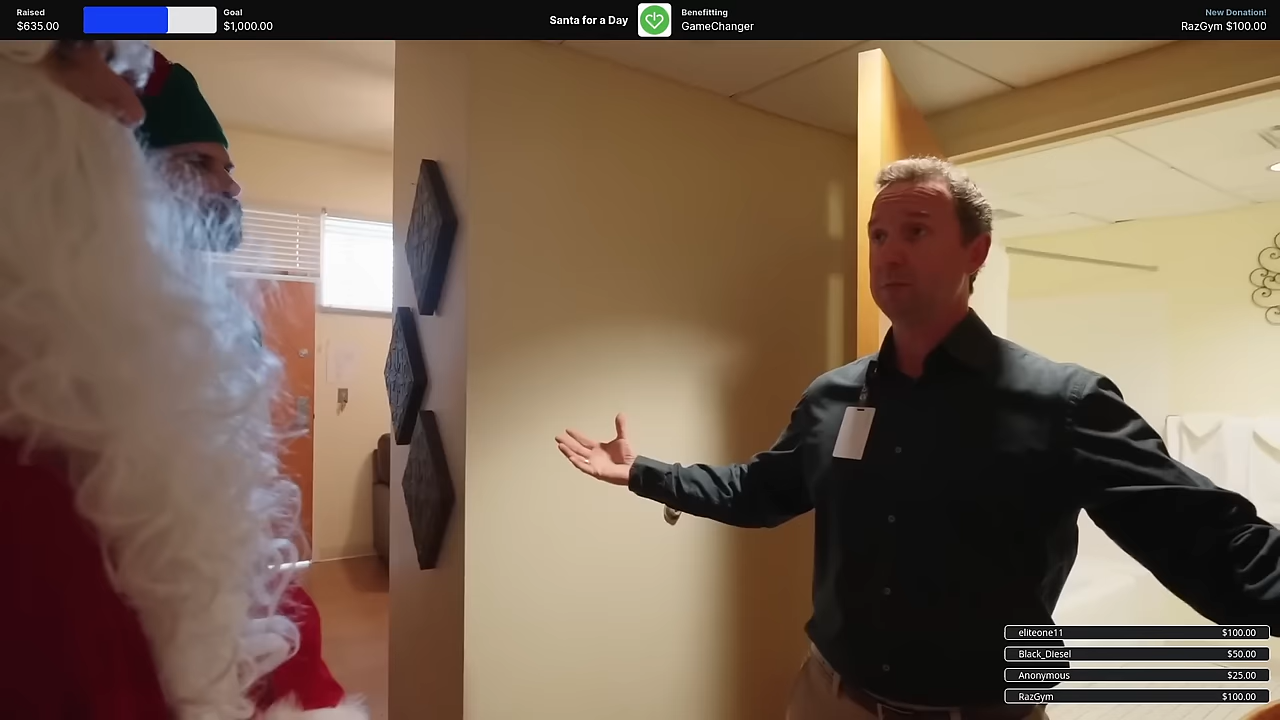 Raised
$635.00
Goal
$1,000.00
Santa for a Day
Benefitting
GameChanger
New Donation!
RazGym $100.00
eliteone11 $100.00
Black_Diesel $50.00
Anonymous $25.00
RazGym $100.00